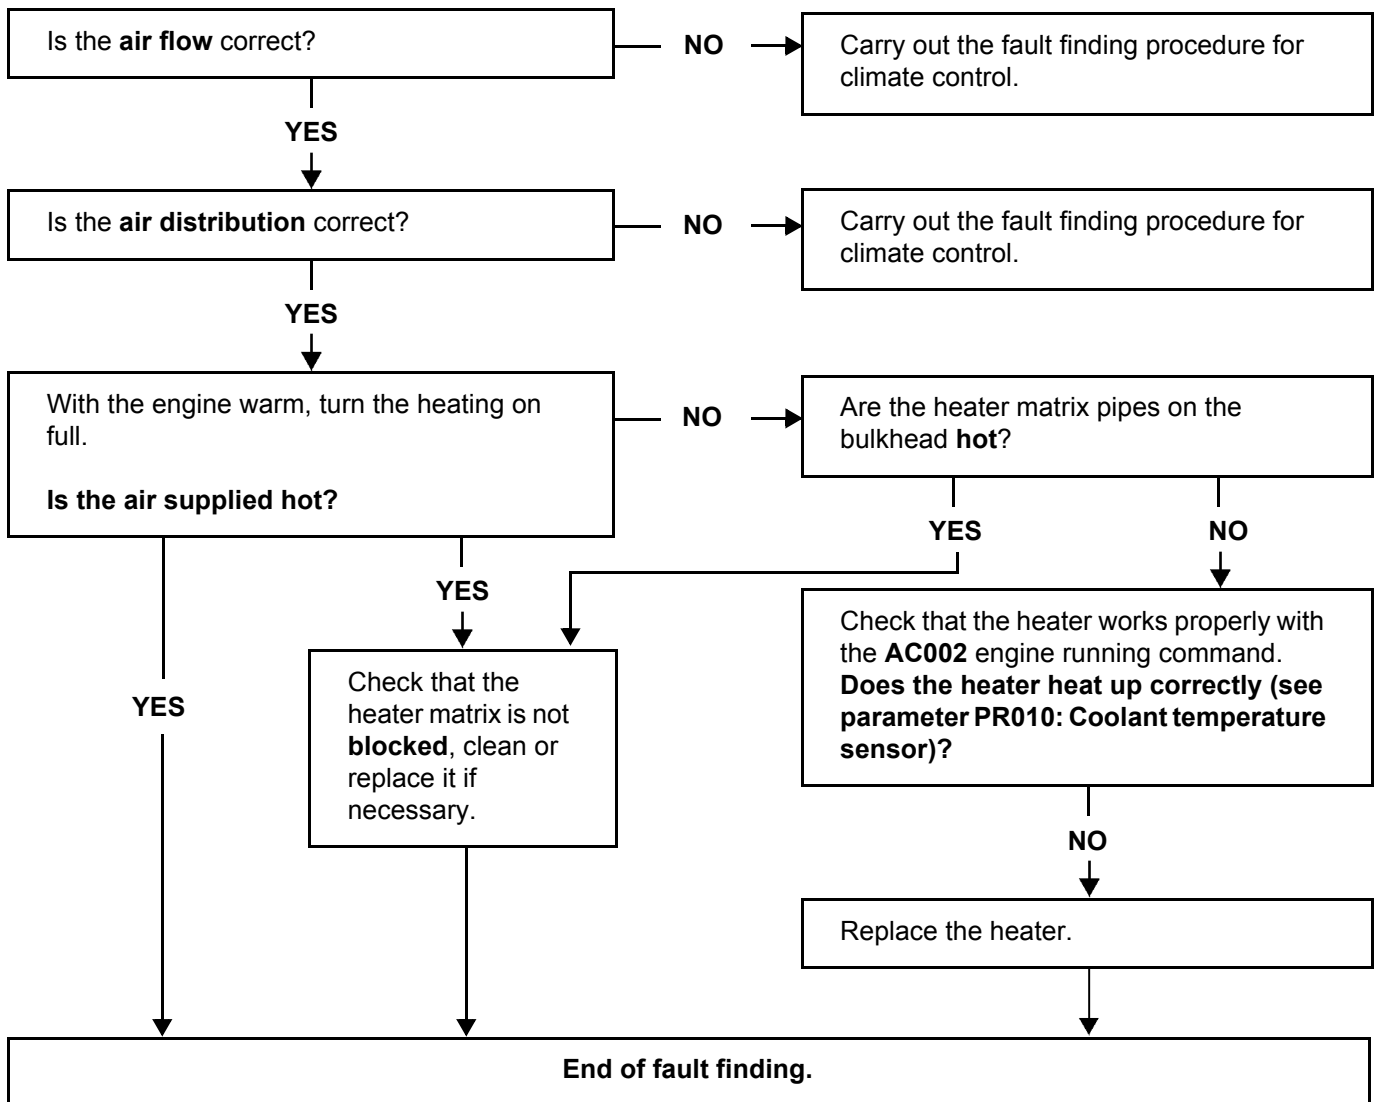 Is the air flow correct?
NO
Carry out the fault finding procedure for
climate control.
YES
Is the air distribution correct?
NO
Carry out the fault finding procedure for
climate control.
YES
With the engine warm, turn the heating on
full.
Is the air supplied hot?
NO
Are the heater matrix pipes on the
bulkhead hot?
YES
NO
YES
YES
Check that the
heater matrix is not
blocked, clean or
replace it if
necessary.
Check that the heater works properly with
the AC002 engine running command.
Does the heater heat up correctly (see
parameter PR010: Coolant temperature
sensor)?
NO
Replace the heater.
End of fault finding.